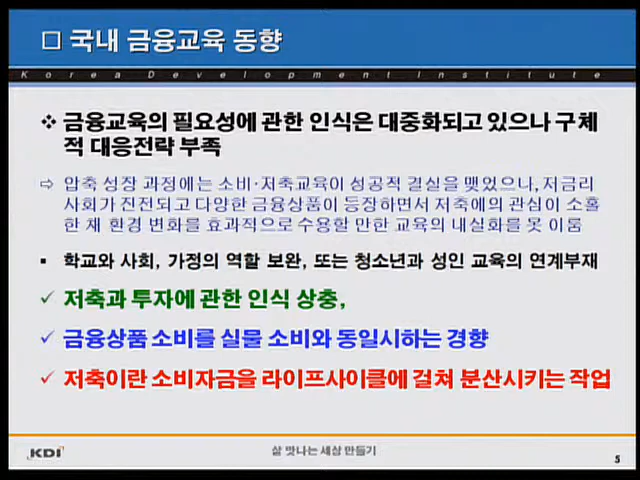 □ 국내 금융교육 동향
Korea Development Institute
❖ 금융교육의 필요성에 관한 인식은 대중화되고 있으나 구체
적 대응전략 부족
⇨ 압축 성장 과정에는 소비·저축교육이 성공적 결실을 맺었으나, 저금리
사회가 진전되고 다양한 금융상품이 등장하면서 저축에의 관심이 소홀
한 채 환경 변화를 효과적으로 수용할 만한 교육의 내실화를 못 이룸
▪ 학교와 사회, 가정의 역할 보완, 또는 청소년과 성인 교육의 연계부재
✓ 저축과 투자에 관한 인식 상충,
✓ 금융상품 소비를 실물 소비와 동일시하는 경향
✓ 저축이란 소비자금을 라이프사이클에 걸쳐 분산시키는 작업
KDI
삶 맛나는 세상 만들기
5